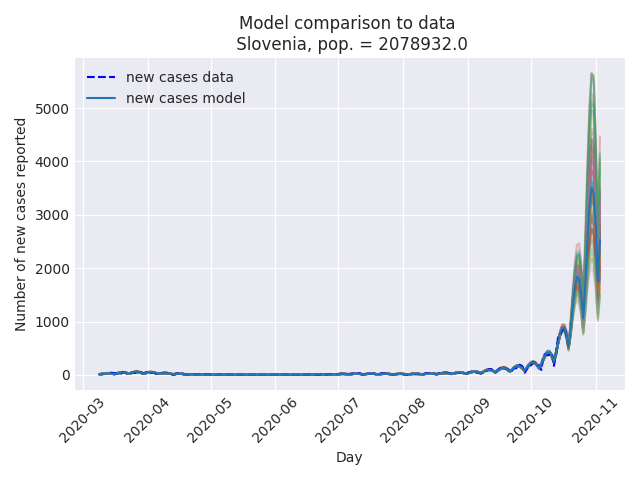 Model comparison to data
Slovenia, pop. = 2078932.0
new cases data
new cases model
Number of new cases reported
5000
4000
3000
2000
1000
0
2020-03
2020-04
2020-05
2020-06
2020-07
2020-08
2020-09
2020-10
2020-11
Day